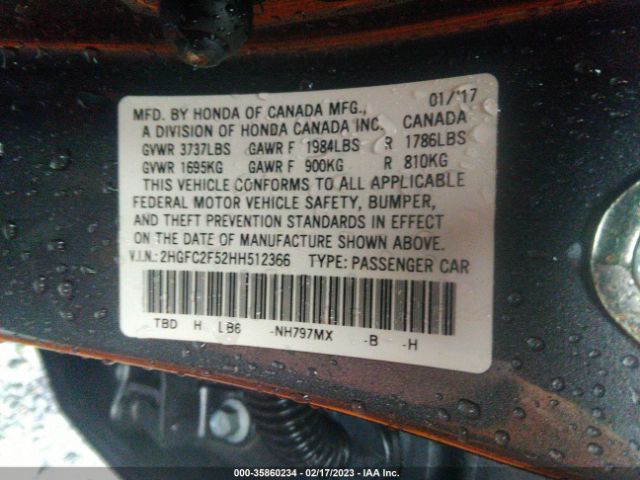 MFD. BY HONDA OF CANADA MFG., 01/'17
A DIVISION OF HONDA CANADA INC. CANADA
GVWR 3737LBS GAWR F 1984LBS R 1786LBS
GVWR 1695KG GAWR F 900KG R 810KG
THIS VEHICLE CONFORMS TO ALL APPLICABLE
FEDERAL MOTOR VEHICLE SAFETY, BUMPER,
AND THEFT PREVENTION STANDARDS IN EFFECT
ON THE DATE OF MANUFACTURE SHOWN ABOVE.
V.I.N.: 2HGFC2F52HH512366 TYPE: PASSENGER CAR
TBD H LB6 -NH797MX -B -H
000-35860234 - 02/17/2023 - IAA Inc.